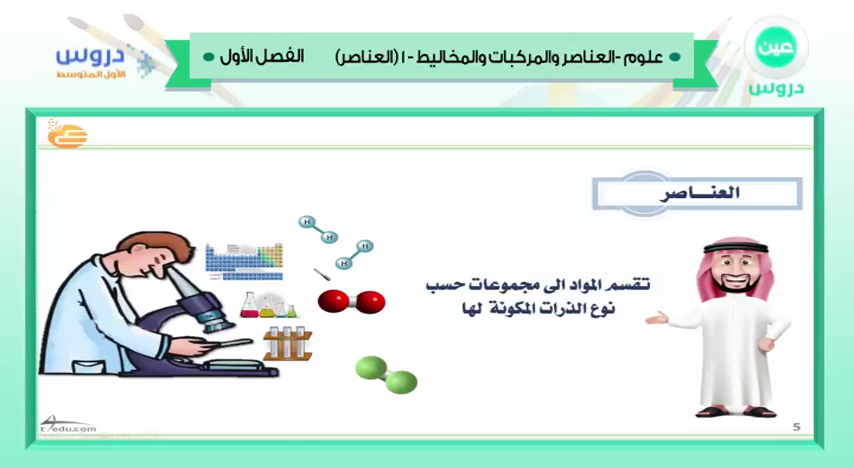 علوم -العناصر والمركبات والمخاليط - ١ (العناصر) الفصل الأول
عين
دروس
دروس
الأول المتوسط
العنـــاصر
تقسم المواد الى مجموعات حسب
نوع الذرات المكونة لها
H
H
H
H
t4edu.com
5